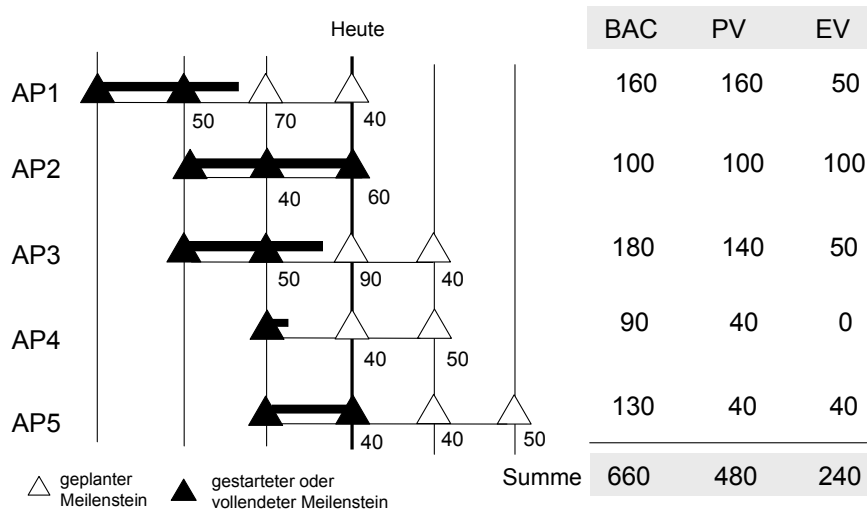 Heute
BAC PV EV
AP1
50 70 40
160 160 50
AP2
40 60
100 100 100
AP3
50 90 40
180 140 50
AP4
40 50
90 40 0
AP5
40 40 50
130 40 40
geplanter
Meilenstein
gestarteter oder
vollendeter Meilenstein
Summe 660 480 240